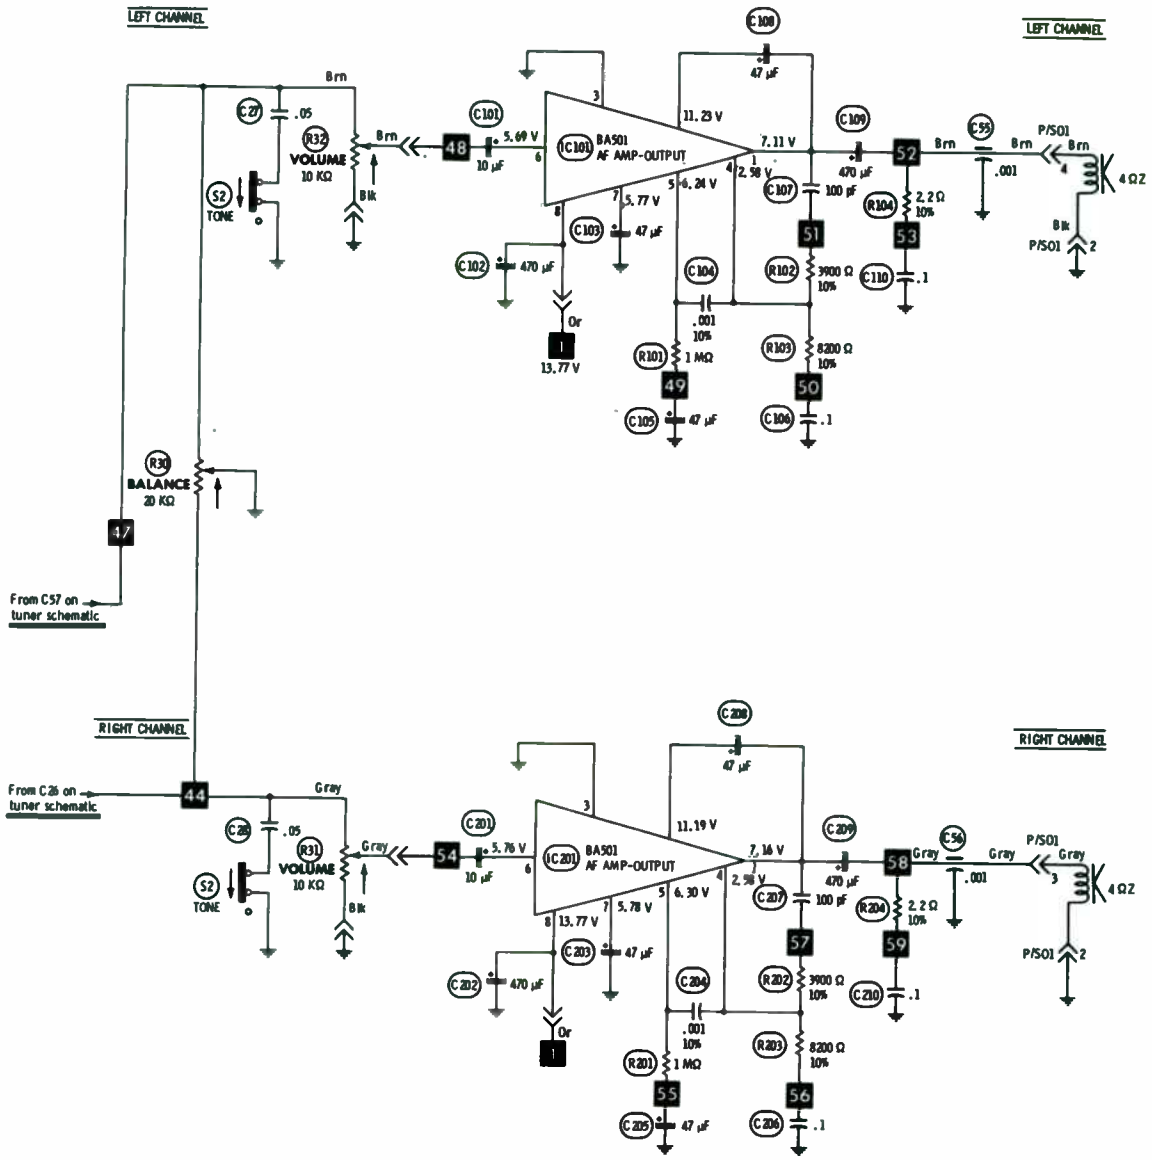 LEFT CHANNEL
LEFT CHANNEL
C108
47 µF
3
11.23 V
Brn
C27
.05
R32
VOLUME
10 KΩ
Brn
Blk
S2
TONE
C101
48
10 µF
5.69 V
6
IC101
BA501
AF AMP-OUTPUT
7.11 V
1
4
2.58 V
5
6.24 V
7
5.77 V
8
C109
470 µF
52
Brn
C55
.001
Brn
P/SO1
Brn
4
4 Ω Z
Blk
P/SO1
2
C107
100 pF
51
R104
2.2 Ω
10%
53
C110
.1
C103
47 µF
C102
470 µF
C104
.001
10%
R102
3900 Ω
10%
Or
1
13.77 V
R101
1 MΩ
49
C105
47 µF
R103
8200 Ω
10%
50
C106
.1
R30
BALANCE
20 KΩ
47
From C57 on
tuner schematic
RIGHT CHANNEL
RIGHT CHANNEL
C208
47 µF
3
11.19 V
From C26 on
tuner schematic
44
Gray
C28
.05
R31
VOLUME
10 KΩ
Gray
Blk
S2
TONE
C201
54
10 µF
5.76 V
6
IC201
BA501
AF AMP-OUTPUT
7.16 V
1
4
2.58 V
5
6.30 V
7
5.78 V
8
13.77 V
C209
470 µF
58
Gray
C56
.001
Gray
P/SO1
Gray
3
4 Ω Z
P/SO1
2
C207
100 pF
57
R204
2.2 Ω
10%
59
C210
.1
C203
47 µF
C202
470 µF
C204
.001
10%
R202
3900 Ω
10%
Or
1
R201
1 MΩ
55
C205
47 µF
R203
8200 Ω
10%
56
C206
.1